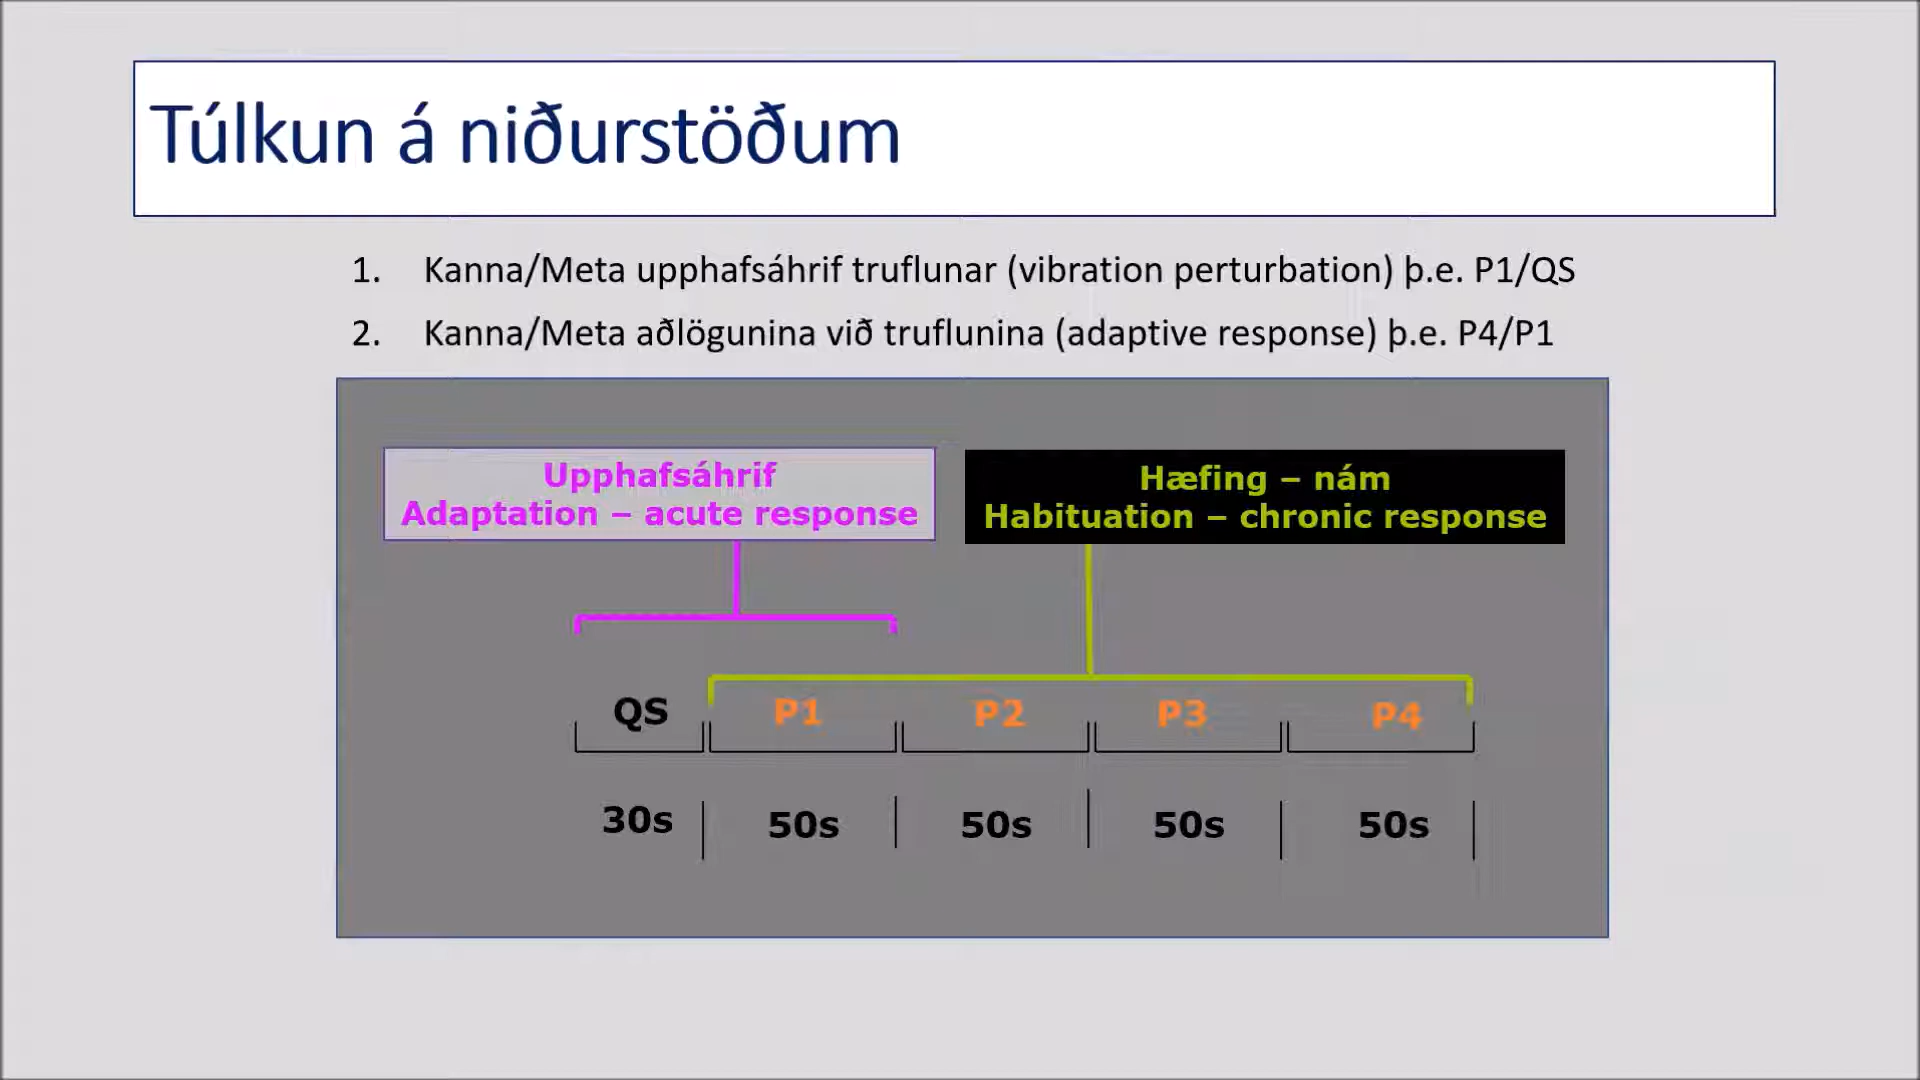 Túlkun á niðurstöðum
1. Kanna/Meta upphafsáhrif truflunar (vibration perturbation) þ.e. P1/QS
2. Kanna/Meta aðlögunina við truflunina (adaptive response) þ.e. P4/P1
Upphafsáhrif
Adaptation – acute response
Hæfing – nám
Habituation – chronic response
QS P1 P2 P3 P4
30s 50s 50s 50s 50s